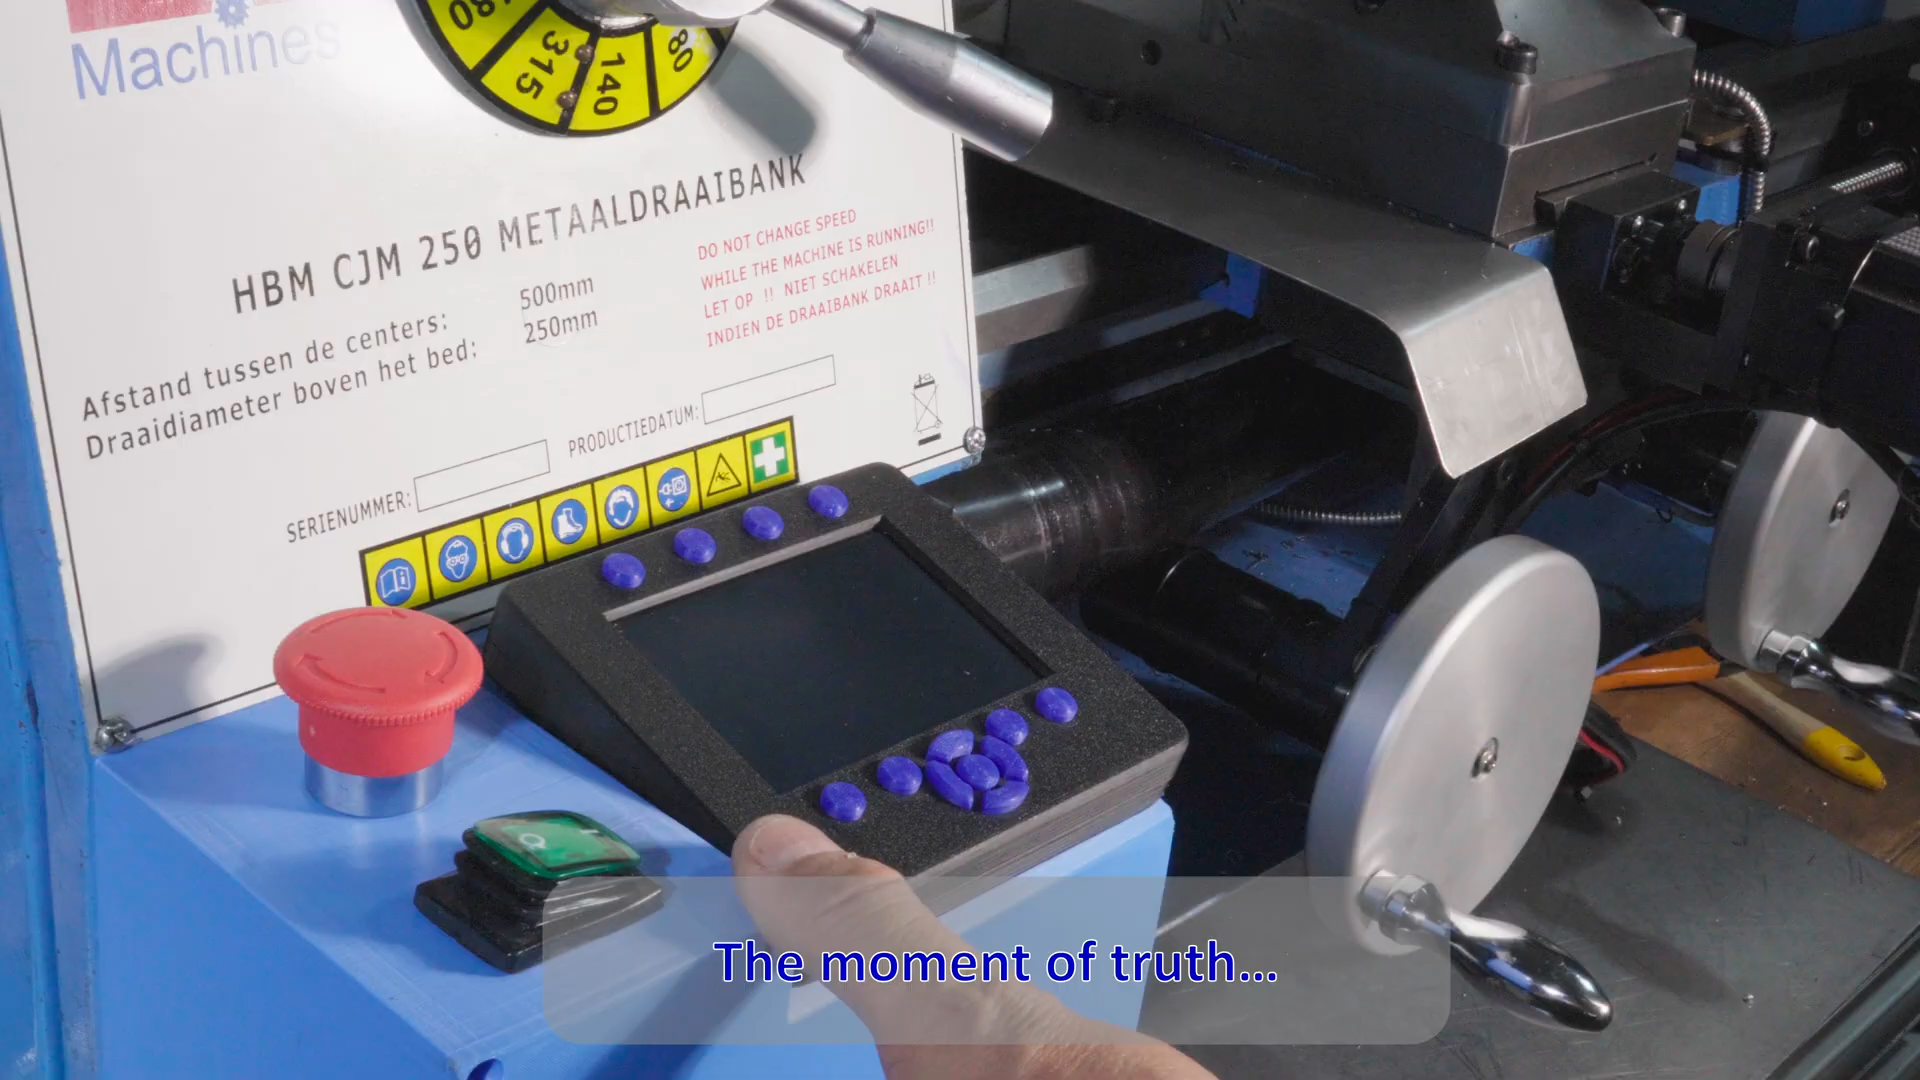 Machines
80
315
140
80
HBM CJM 250 METAALDRAAIBANK
Afstand tussen de centers: 500mm
Draaidiameter boven het bed: 250mm
DO NOT CHANGE SPEED
WHILE THE MACHINE IS RUNNING!!
LET OP !! NIET SCHAKELEN
INDIEN DE DRAAIBANK DRAAIT !!
SERIENUMMER:
PRODUCTIEDATUM:
The moment of truth...